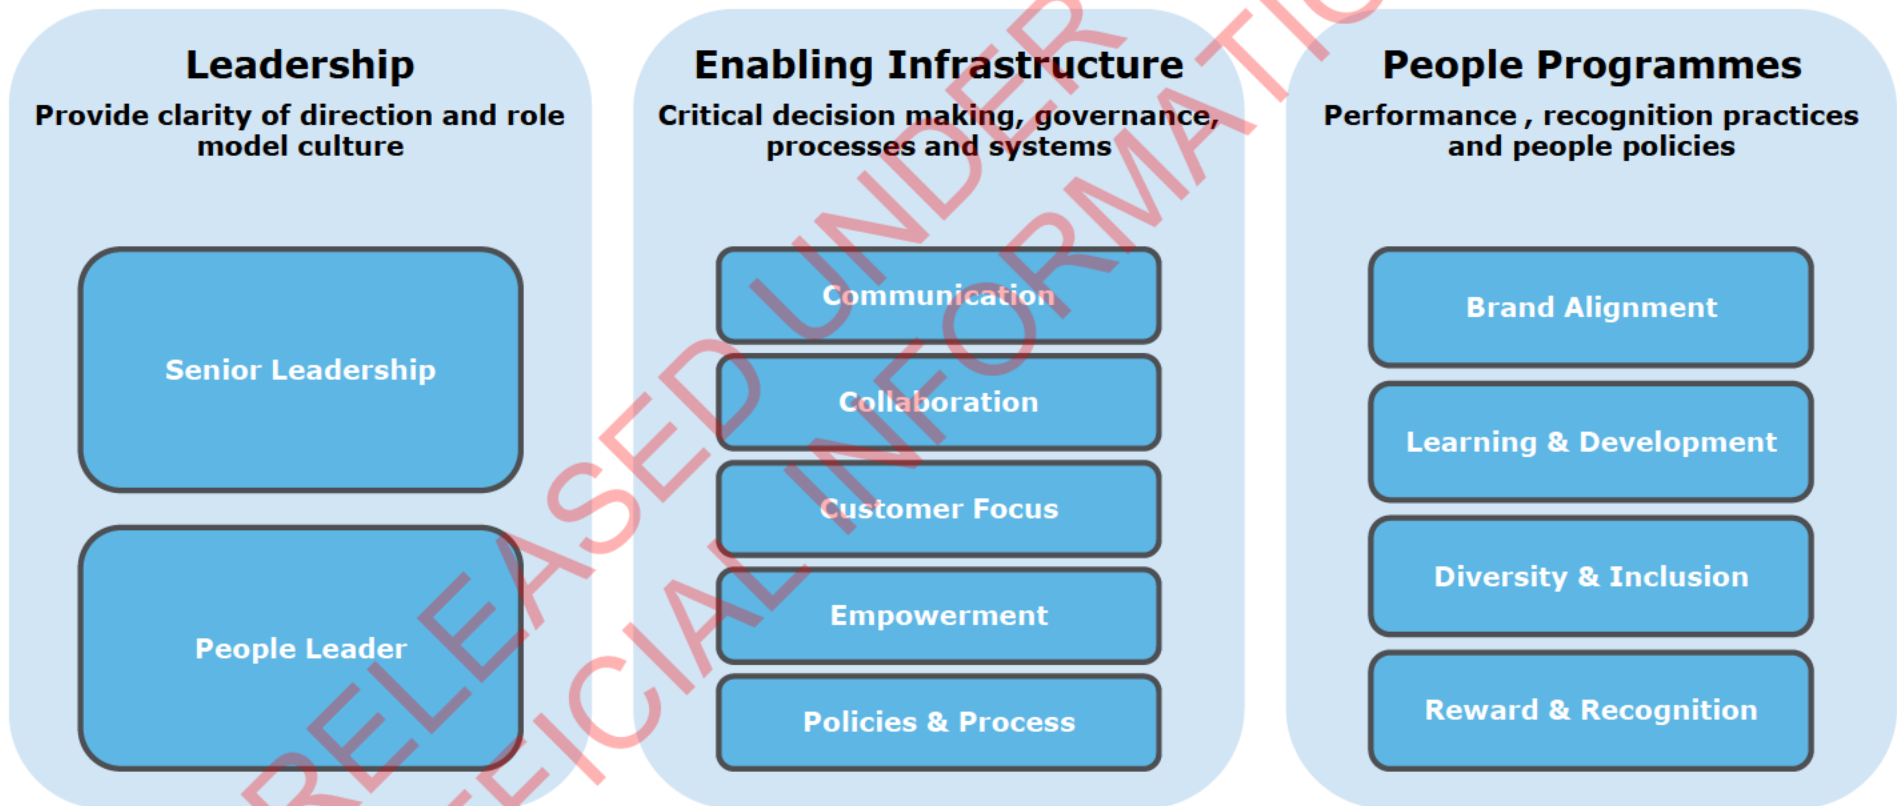 Leadership
Provide clarity of direction and role
model culture
Senior Leadership
People Leader
Enabling Infrastructure
Critical decision making, governance,
processes and systems
Communication
Collaboration
Customer Focus
Empowerment
Policies & Process
People Programmes
Performance , recognition practices
and people policies
Brand Alignment
Learning & Development
Diversity & Inclusion
Reward & Recognition
RELEASED UNDER
INFORMATIO